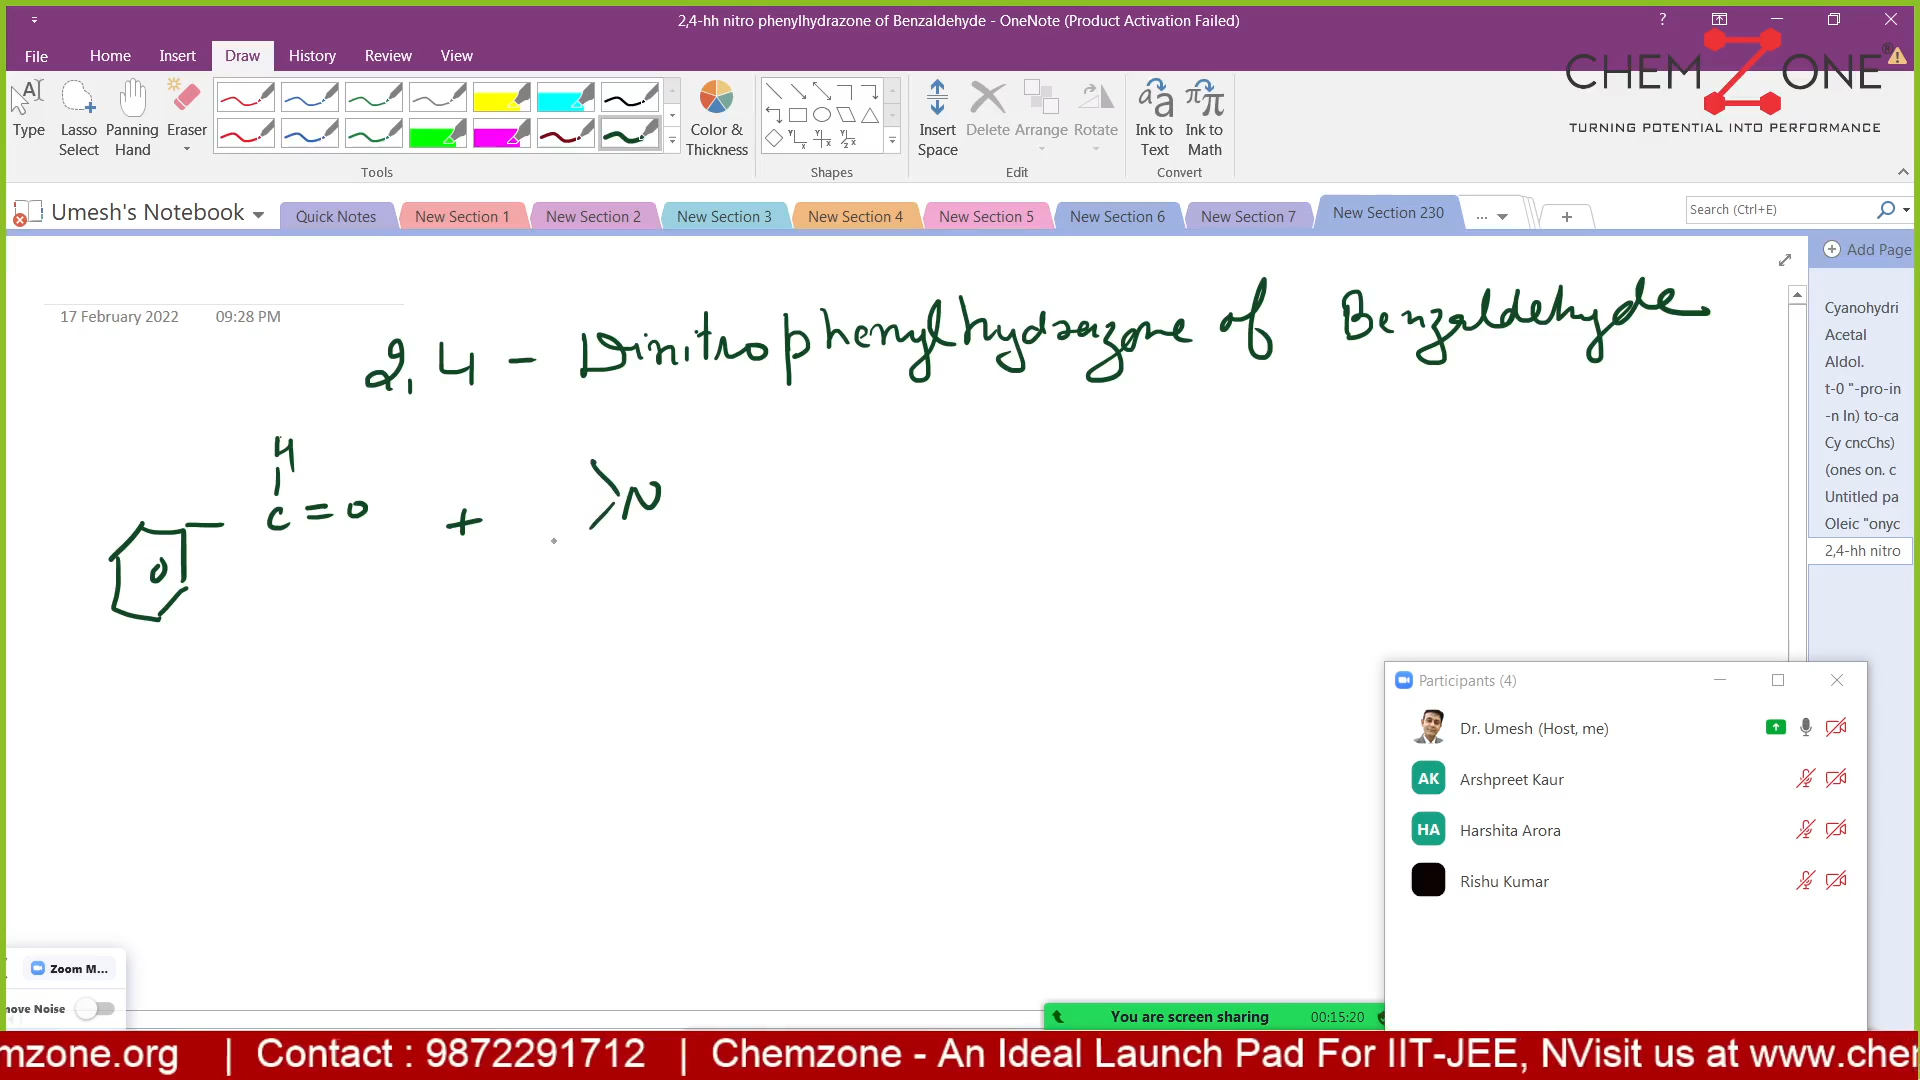 2,4-hh nitro phenylhydrazone of Benzaldehyde - OneNote (Product Activation Failed)
?
File Home Insert Draw History Review View
CHEMZONE
TURNING POTENTIAL INTO PERFORMANCE
Type
Lasso Select
Panning Hand
Eraser
Color & Thickness
Insert Space
Delete
Arrange
Rotate
Ink to Text
Ink to Math
Tools
Shapes
Edit
Convert
Umesh's Notebook
Quick Notes
New Section 1
New Section 2
New Section 3
New Section 4
New Section 5
New Section 6
New Section 7
New Section 230
...
Search (Ctrl+E)
Add Page
17 February 2022 09:28 PM
2,4 - Dinitrophenylhydrazone of Benzaldehyde
H
C = O + N
Cyanohydri
Acetal
Aldol.
t-0 "-pro-in
-n In) to-ca
Cy cncChs)
(ones on. c
Untitled pa
Oleic "onyc
2,4-hh nitro
Participants (4)
Dr. Umesh (Host, me)
AK Arshpreet Kaur
HA Harshita Arora
Rishu Kumar
Zoom M...
move Noise
You are screen sharing 00:15:20
mzone.org | Contact : 9872291712 | Chemzone - An Ideal Launch Pad For IIT-JEE, NVisit us at www.chem